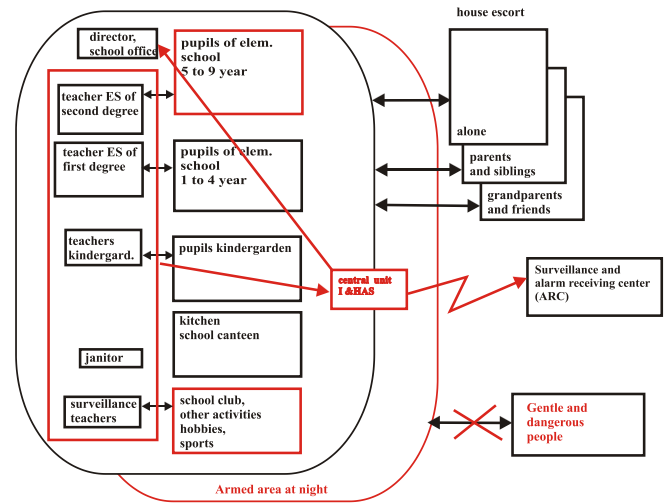 house escort
director,
school office
pupils of elem.
school
5 to 9 year
teacher ES of
second degree
alone
teacher ES of
first degree
pupils of elem.
school
1 to 4 year
parents
and siblings
grandparents
and friends
teachers
kindergard.
pupils kindergarden
central unit
I &HAS
Surveillance and
alarm receiving center
(ARC)
kitchen
school canteen
janitor
surveillance
teachers
school club,
other activities
hobbies,
sports
Gentle and
dangerous
people
Armed area at night